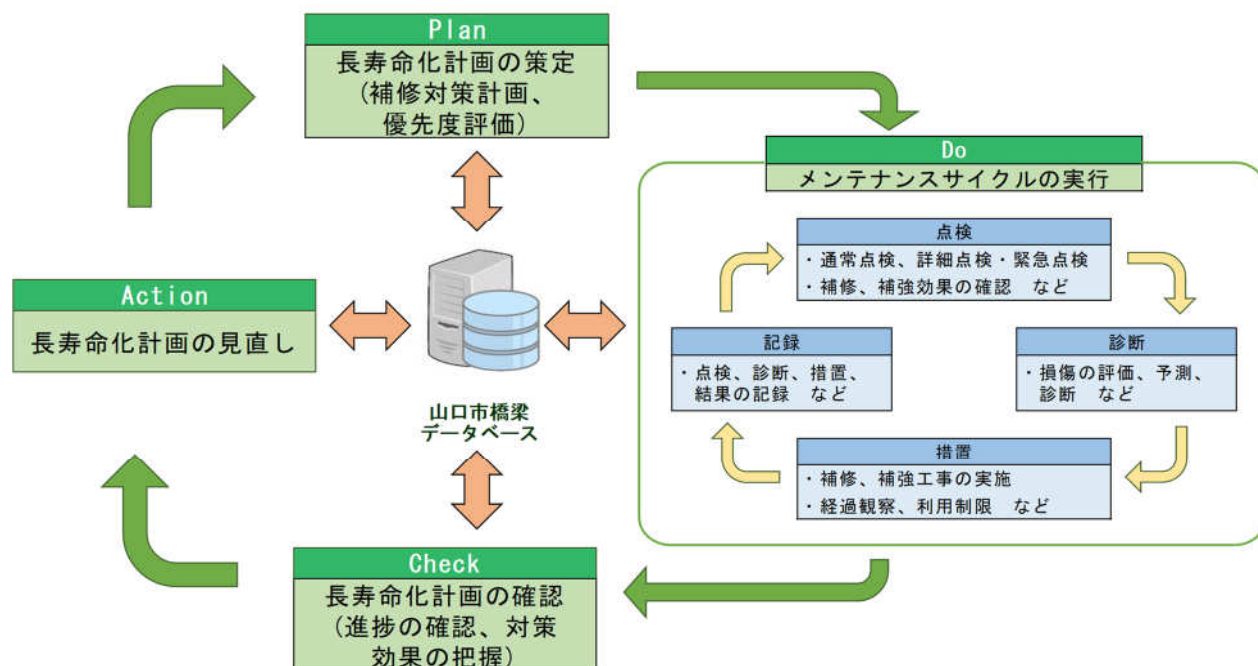 Plan
長寿命化計画の策定
(補修対策計画、
優先度評価)
Do
メンテナンスサイクルの実行
点検
・通常点検、詳細点検・緊急点検
・補修、補強効果の確認 など
診断
・損傷の評価、予測、
診断 など
措置
・補修、補強工事の実施
・経過観察、利用制限 など
記録
・点検、診断、措置、
結果の記録 など
Check
長寿命化計画の確認
(進捗の確認、対策
効果の把握)
Action
長寿命化計画の見直し
山口市橋梁
データベース